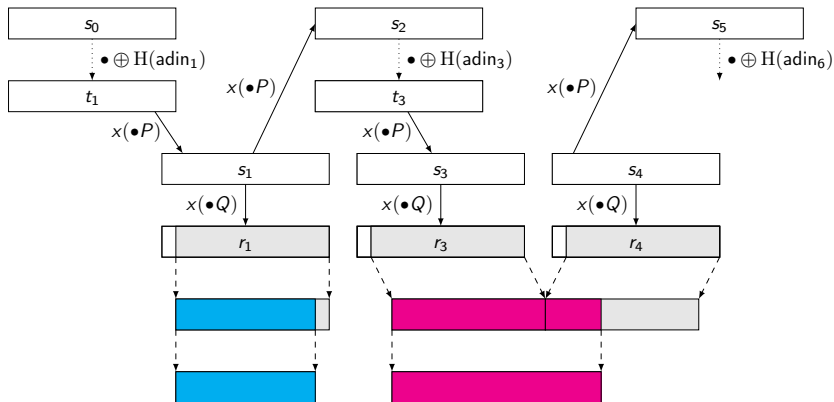 s₀
s₂
s₅
• ⊕ H(adin₁)
• ⊕ H(adin₃)
• ⊕ H(adin₆)
x(•P)
x(•P)
t₁
t₃
x(•P)
x(•P)
s₁
s₃
s₄
x(•Q)
x(•Q)
x(•Q)
r₁
r₃
r₄